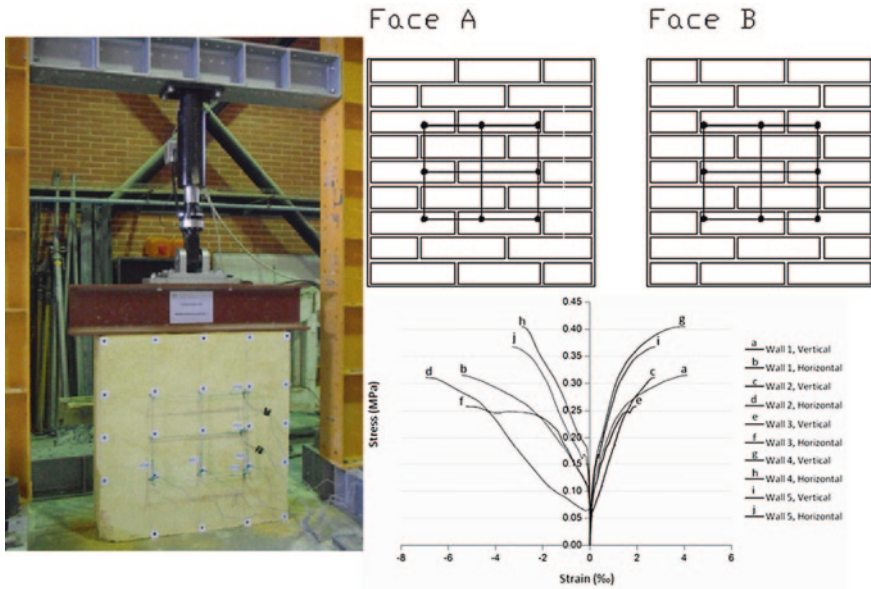 Face A
Face B
0.45
0.40
0.35
0.30
0.25
0.20
0.15
0.10
0.05
0.00
-8
-6
-4
-2
0
2
4
6
Stress (MPa)
Strain (‰)
h
g
j
i
d
b
c
a
f
e
a Wall 1, Vertical
b Wall 1, Horizontal
c Wall 2, Vertical
d Wall 2, Horizontal
e Wall 3, Vertical
f Wall 3, Horizontal
g Wall 4, Vertical
h Wall 4, Horizontal
i Wall 5, Vertical
j Wall 5, Horizontal